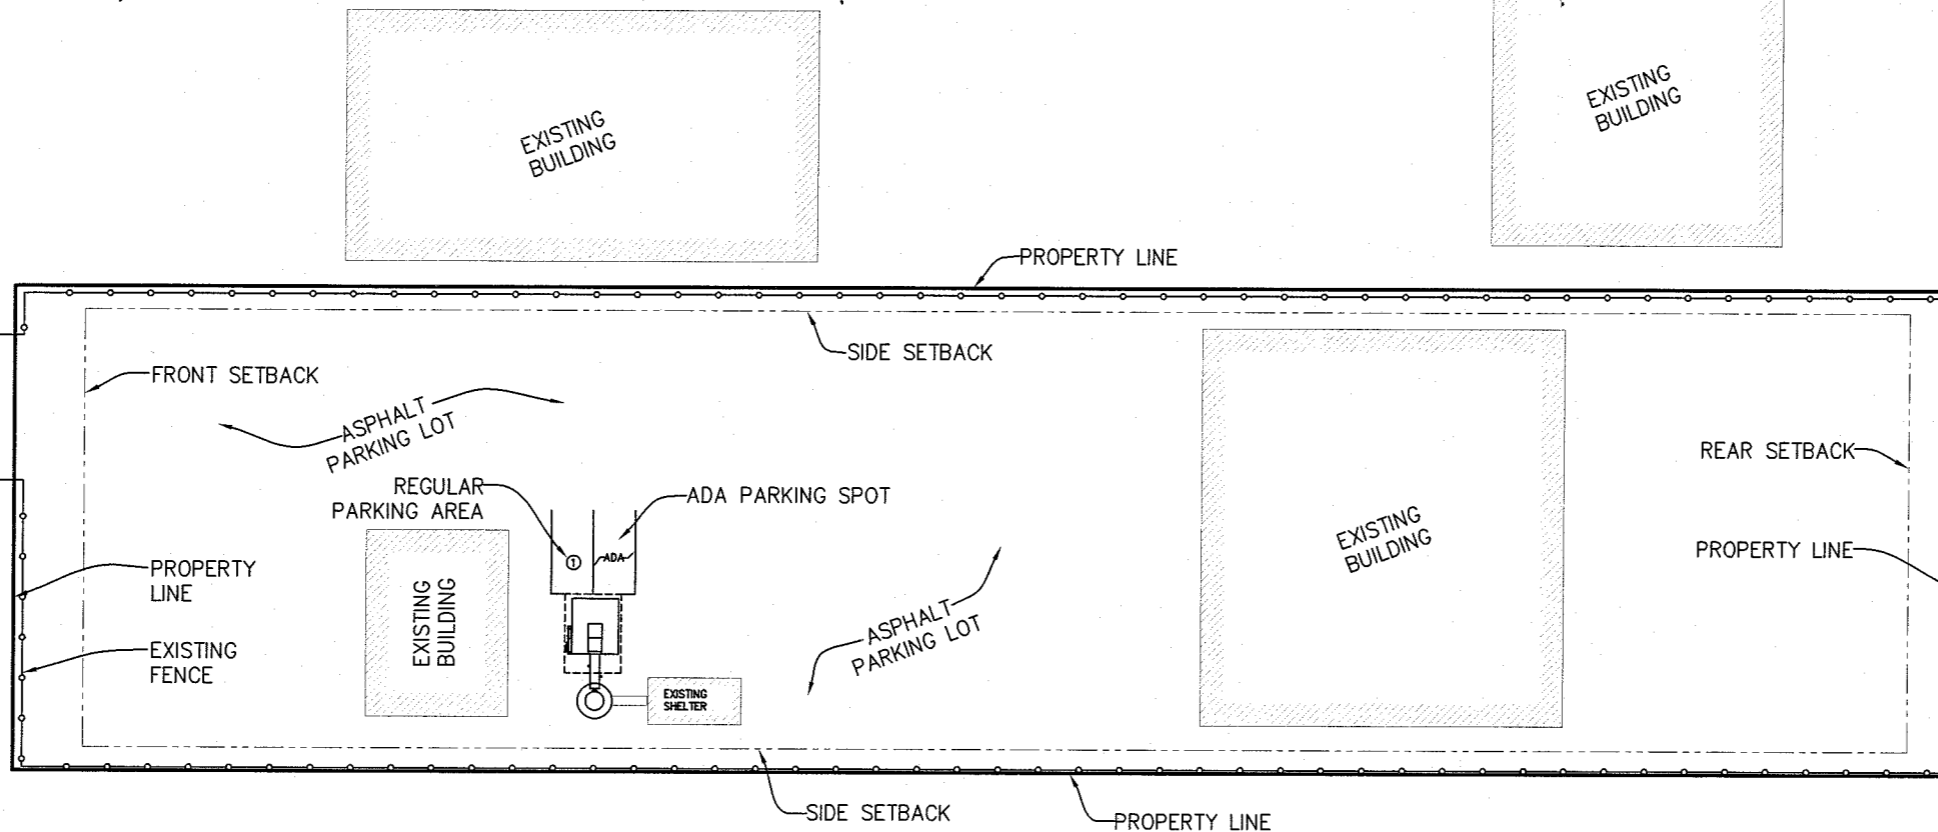 EXISTING
BUILDING
EXISTING
BUILDING
PROPERTY LINE
SIDE SETBACK
FRONT SETBACK
ASPHALT
PARKING LOT
REGULAR
PARKING AREA
ADA PARKING SPOT
REAR SETBACK
1
ADA
EXISTING
BUILDING
PROPERTY LINE
PROPERTY
LINE
EXISTING
BUILDING
ASPHALT
PARKING LOT
EXISTING
FENCE
EXISTING
SHELTER
SIDE SETBACK
PROPERTY LINE